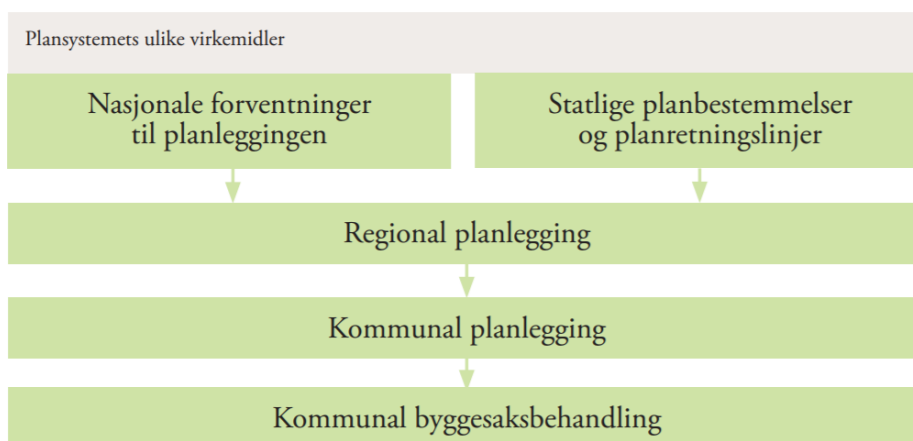 Plansystemets ulike virkemidler
Nasjonale forventninger
til planleggingen
Statlige planbestemmelser
og planretningslinjer
Regional planlegging
Kommunal planlegging
Kommunal byggesaksbehandling